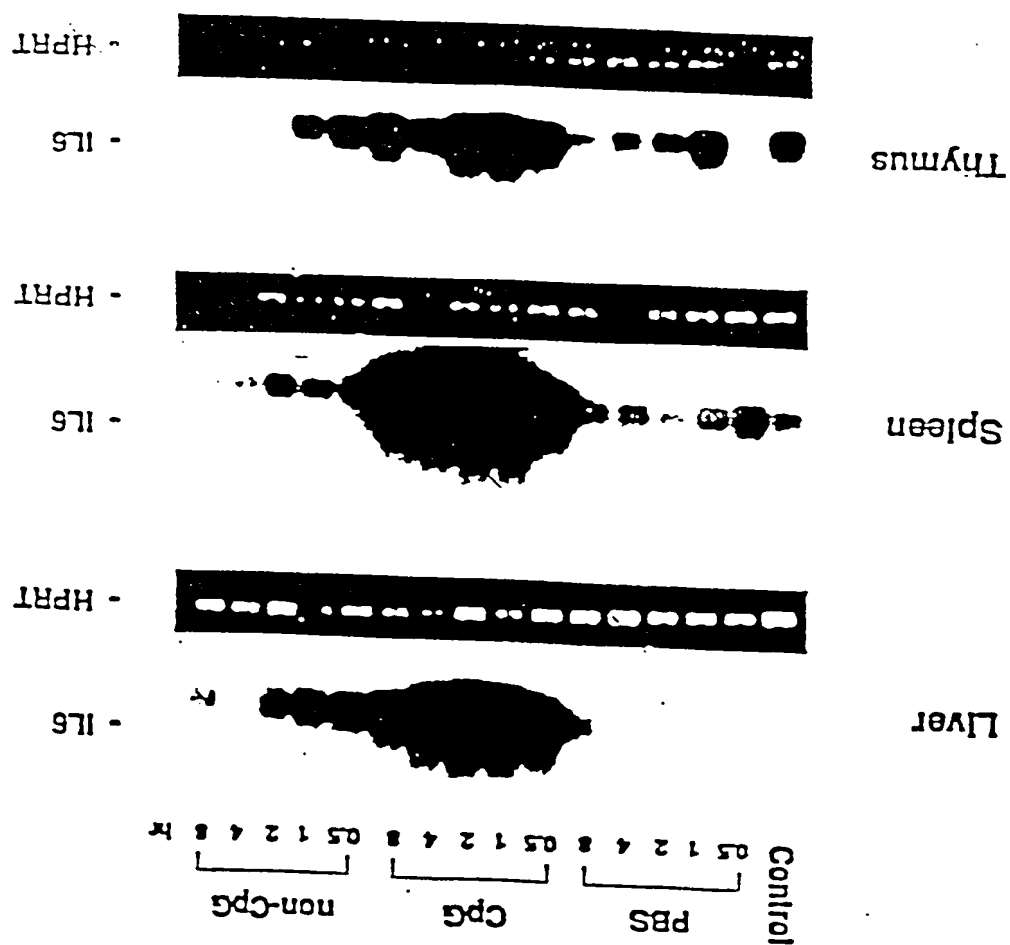 Control PBS CpG non-CpG
0.5 1 2 4 8 0.5 1 2 4 8 0.5 1 2 4 8 hr
Liver - IL6
- HPRT
Spleen - IL6
- HPRT
Thymus - IL6
- HPRT